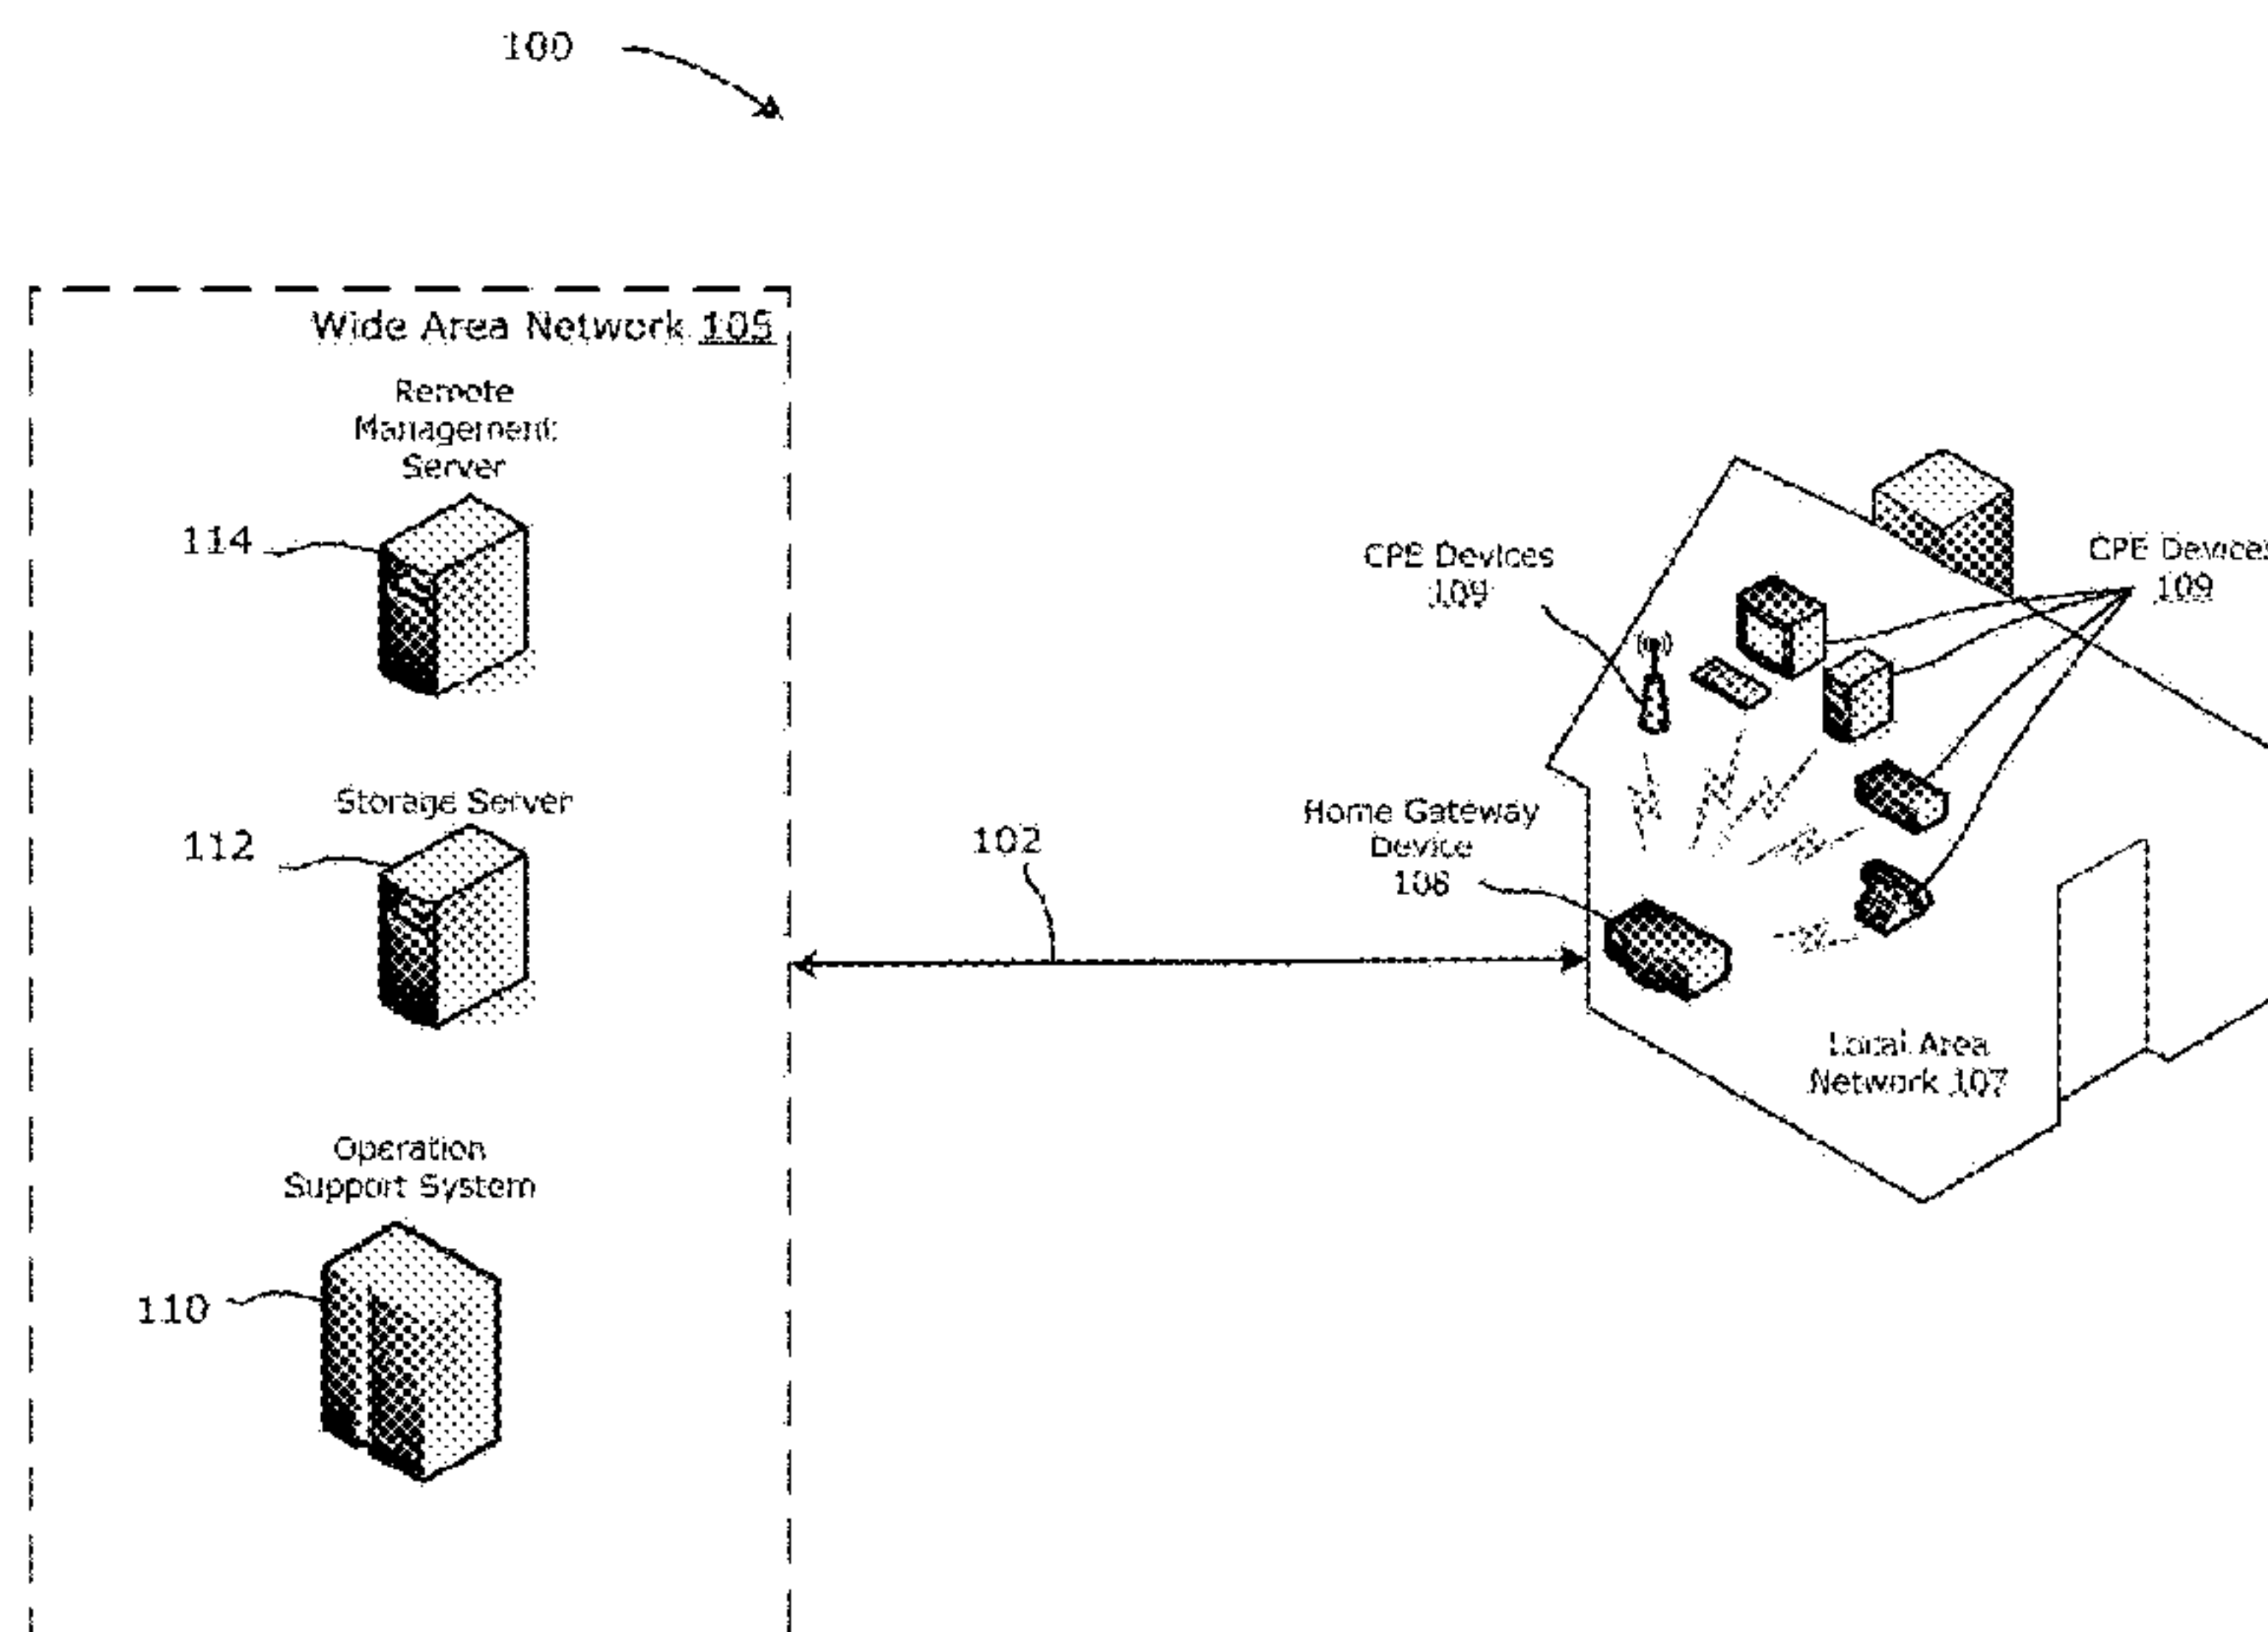 100
Wide Area Network 105
Remote
Management
Server
114
Storage Server
112
Operation
Support System
110
102
CPE Devices
109
CPE Devices
109
Home Gateway
Device
106
Local Area
Network 107